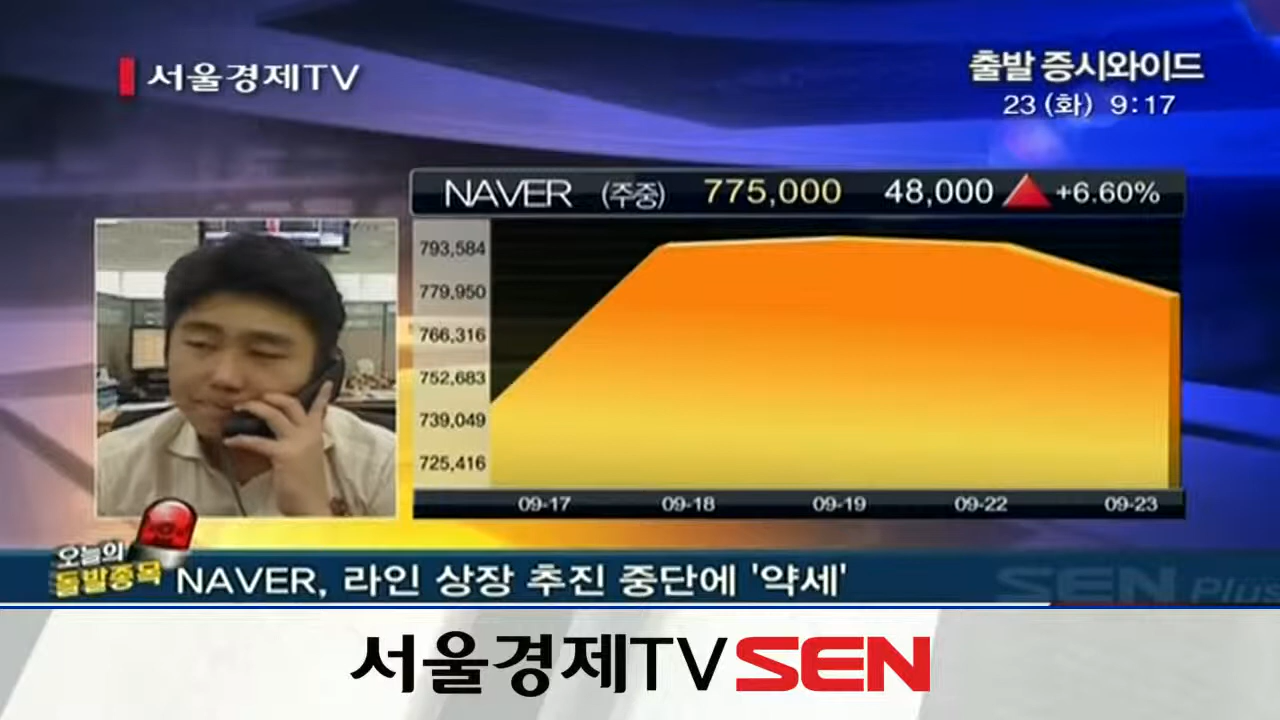 서울경제TV
출발 증시와이드
23 (화) 9:17
NAVER (주중) 775,000 48,000 ▲ +6.60%
793,584
779,950
766,316
752,683
739,049
725,416
09-17 09-18 09-19 09-22 09-23
오늘의
돌발종목
NAVER, 라인 상장 추진 중단에 '약세'
SEN Plus
서울경제TV SEN